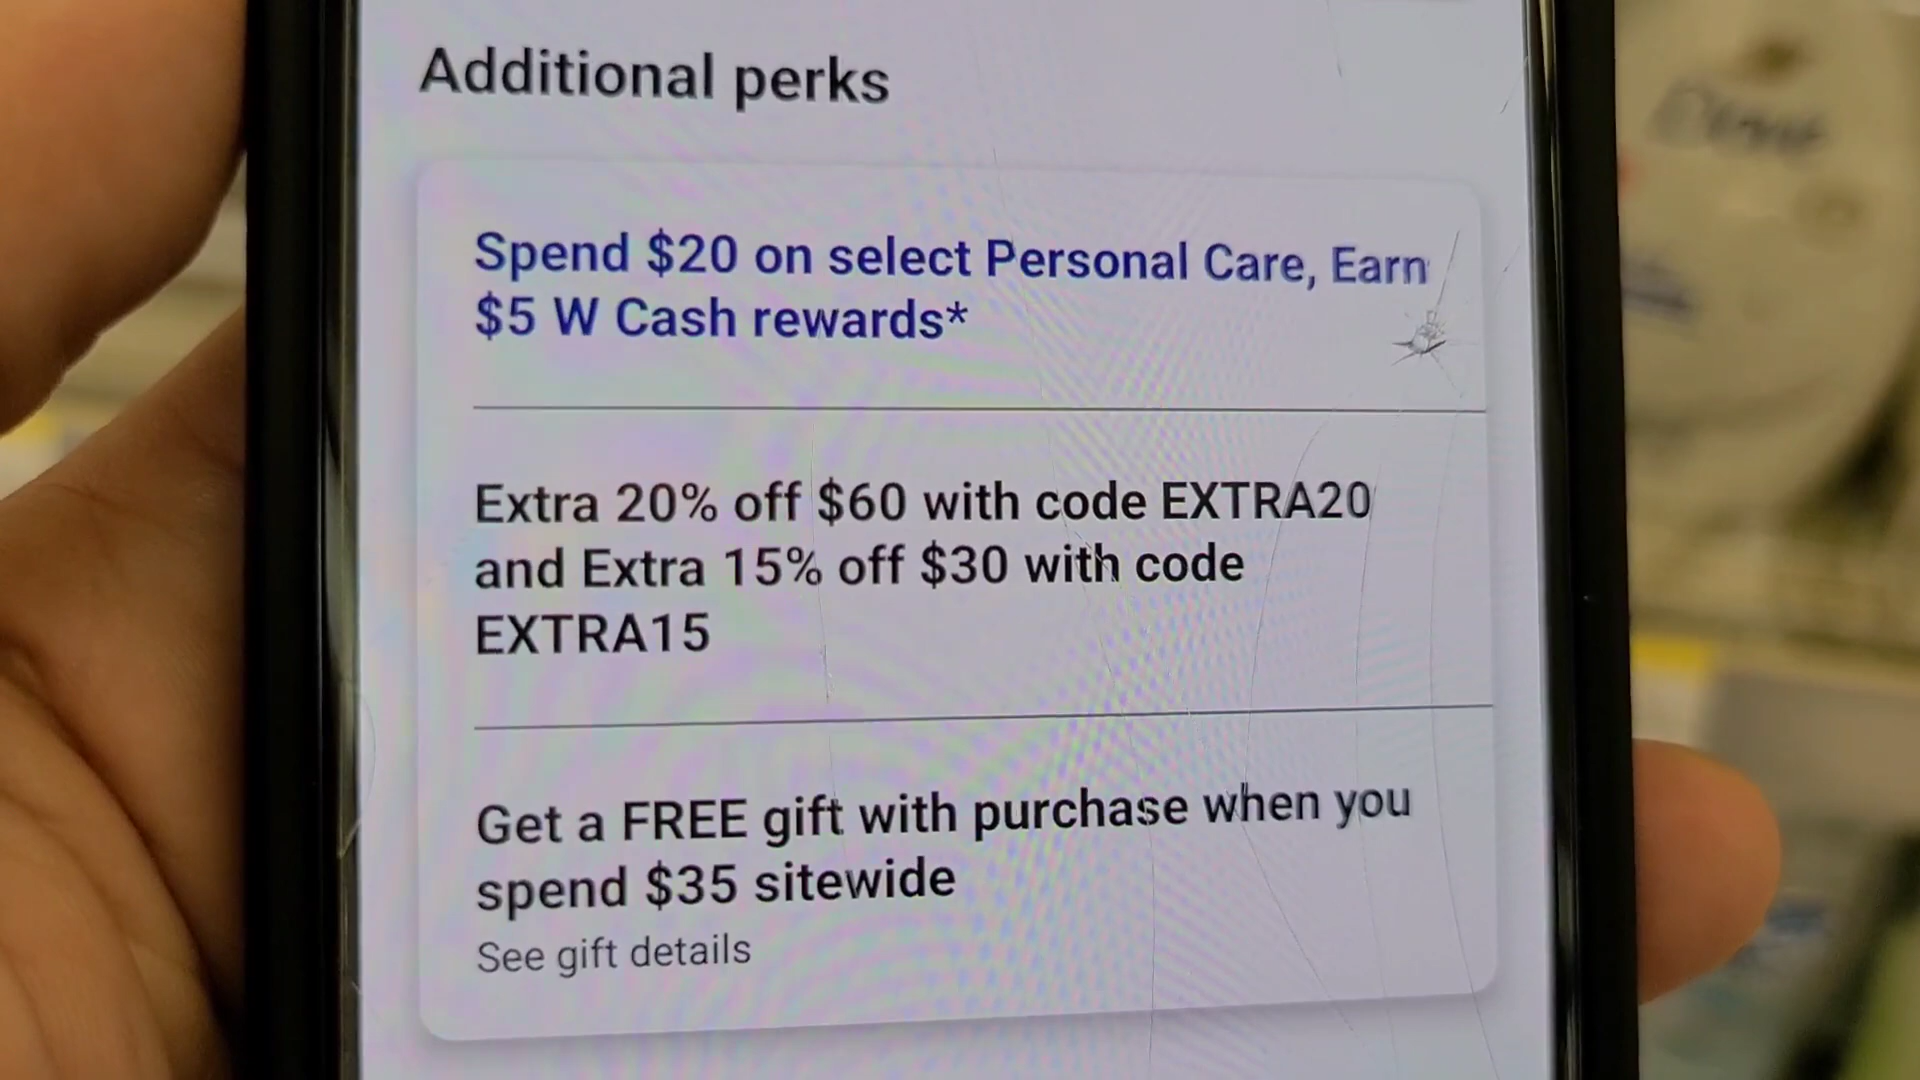 Additional perks
Spend $20 on select Personal Care, Earn
$5 W Cash rewards*
Extra 20% off $60 with code EXTRA20
and Extra 15% off $30 with code
EXTRA15
Get a FREE gift with purchase when you
spend $35 sitewide
See gift details